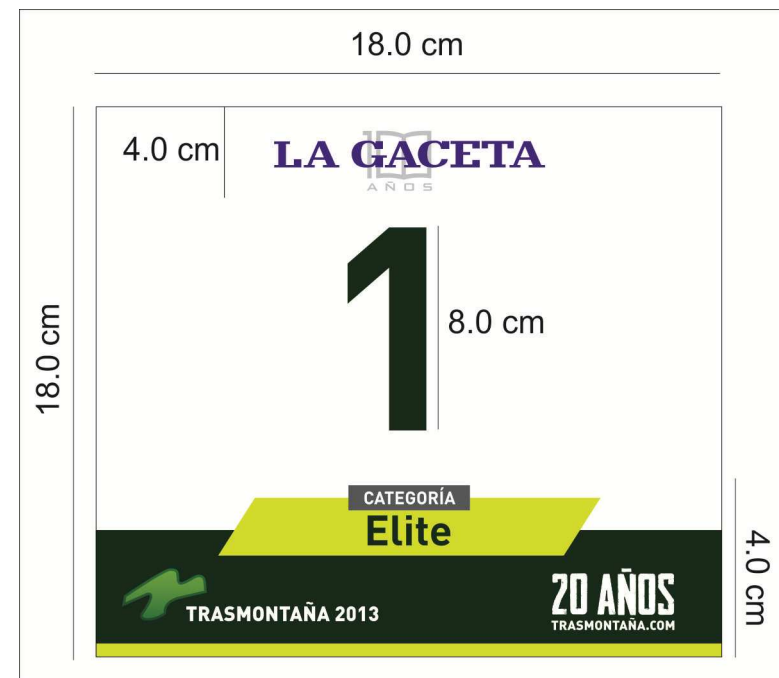 18.0 cm
4.0 cm
LA GACETA
AÑOS
1
8.0 cm
18.0 cm
CATEGORÍA
Elite
4.0 cm
TRASMONTAÑA 2013
20 AÑOS
TRASMONTAÑA.COM